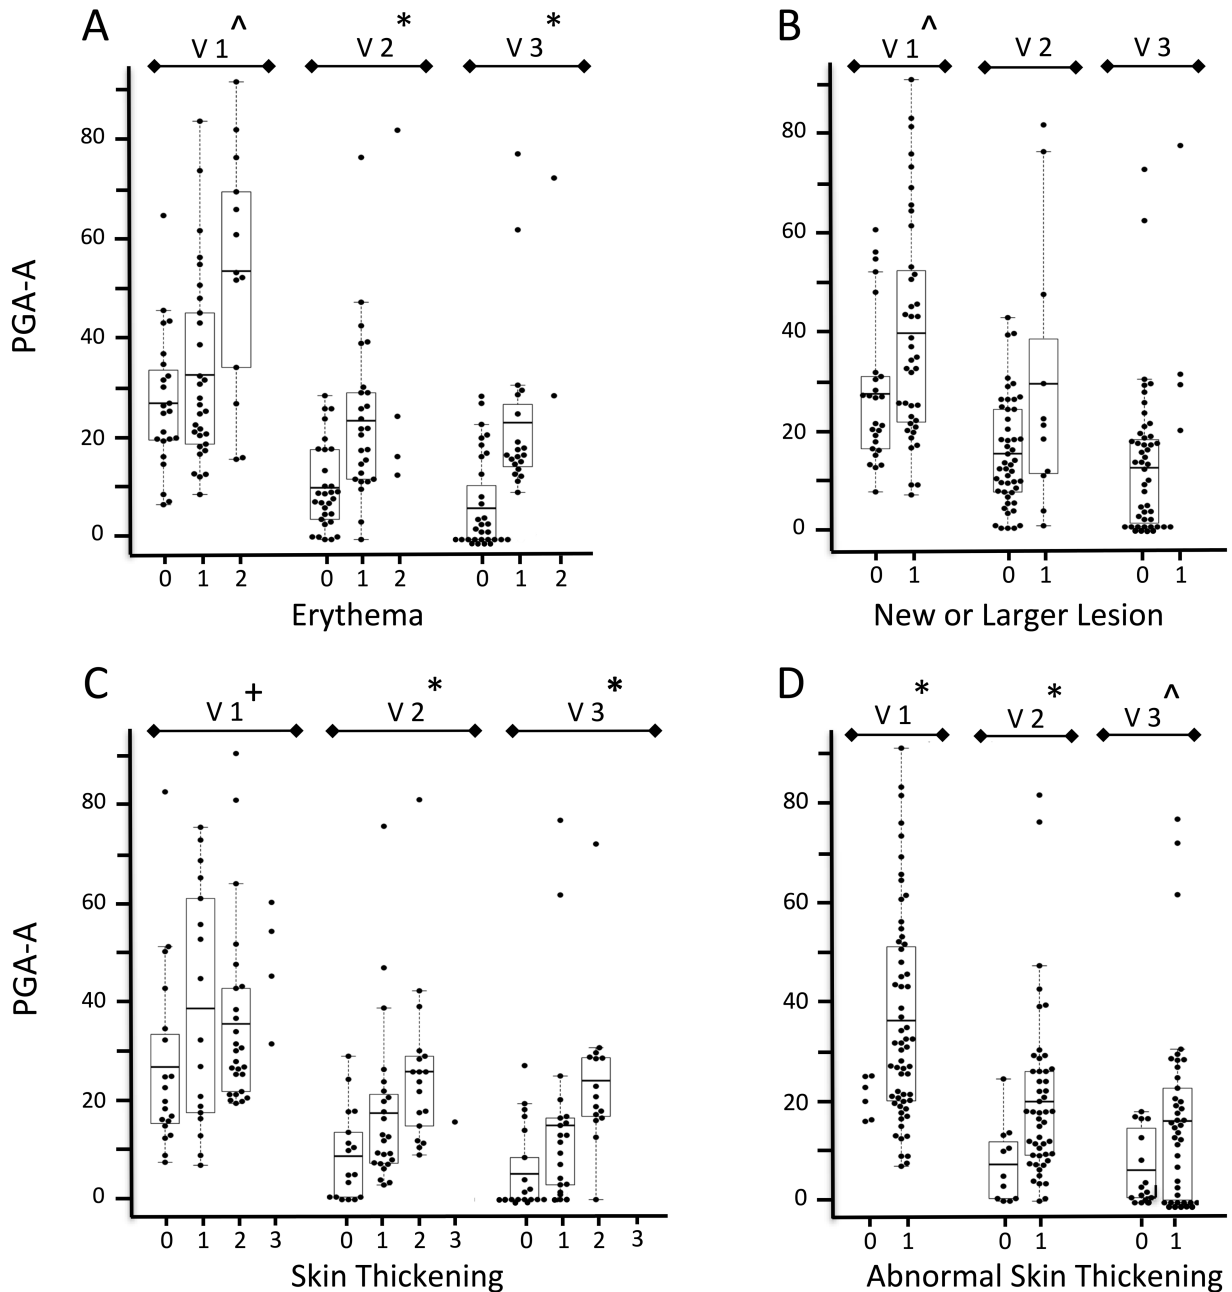 A
V 1 ^
V 2 *
V 3 *
PGA-A
80
60
40
20
0
0 1 2 0 1 2 0 1 2
Erythema
B
V 1 ^
V 2
V 3
80
60
40
20
0
0 1 0 1 0 1
New or Larger Lesion
C
V 1 +
V 2 *
V 3 *
PGA-A
80
60
40
20
0
0 1 2 3 0 1 2 3 0 1 2 3
Skin Thickening
D
V 1 *
V 2 *
V 3 ^
80
60
40
20
0
0 1 0 1 0 1
Abnormal Skin Thickening